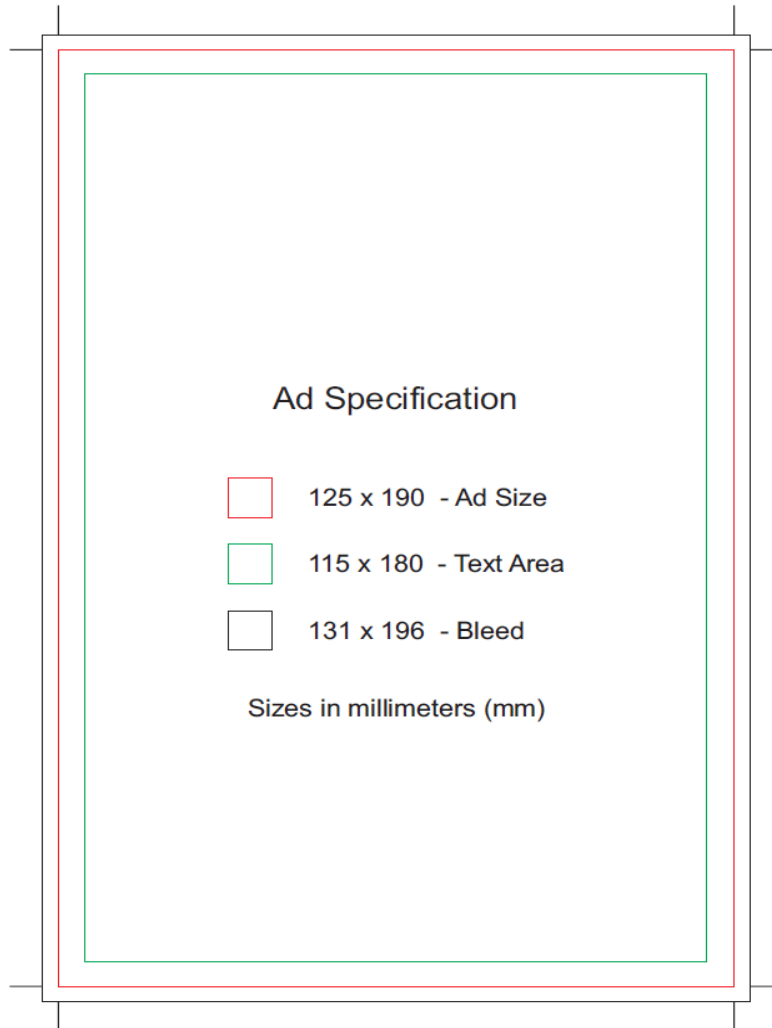 Ad Specification
125 x 190 - Ad Size
115 x 180 - Text Area
131 x 196 - Bleed
Sizes in millimeters (mm)